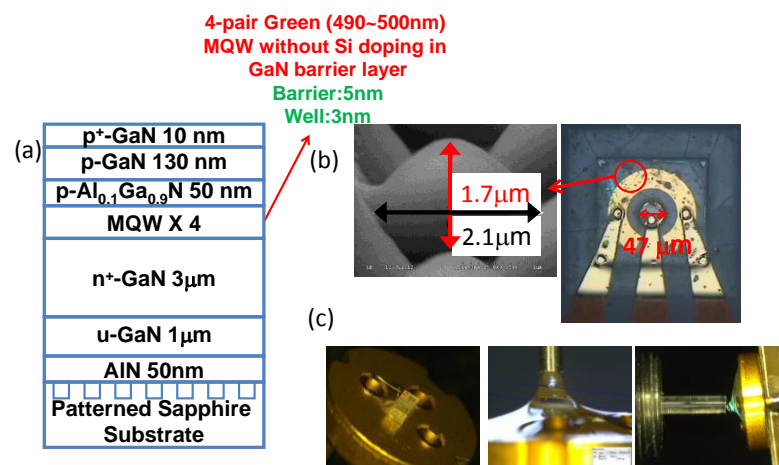 4-pair Green (490~500nm)
MQW without Si doping in
GaN barrier layer
Barrier:5nm
Well:3nm
(a)
p⁺-GaN 10 nm
p-GaN 130 nm
p-Al₀.₁Ga₀.₉N 50 nm
MQW X 4
n⁺-GaN 3μm
u-GaN 1μm
AlN 50nm
Patterned Sapphire
Substrate
(b)
1.7μm
2.1μm
47 μm
(c)